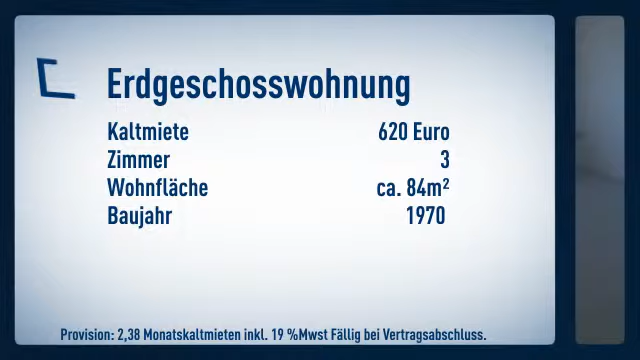 Erdgeschosswohnung
Kaltmiete 620 Euro
Zimmer 3
Wohnfläche ca. 84m²
Baujahr 1970
Provision: 2,38 Monatskaltmieten inkl. 19 %Mwst Fällig bei Vertragsabschluss.